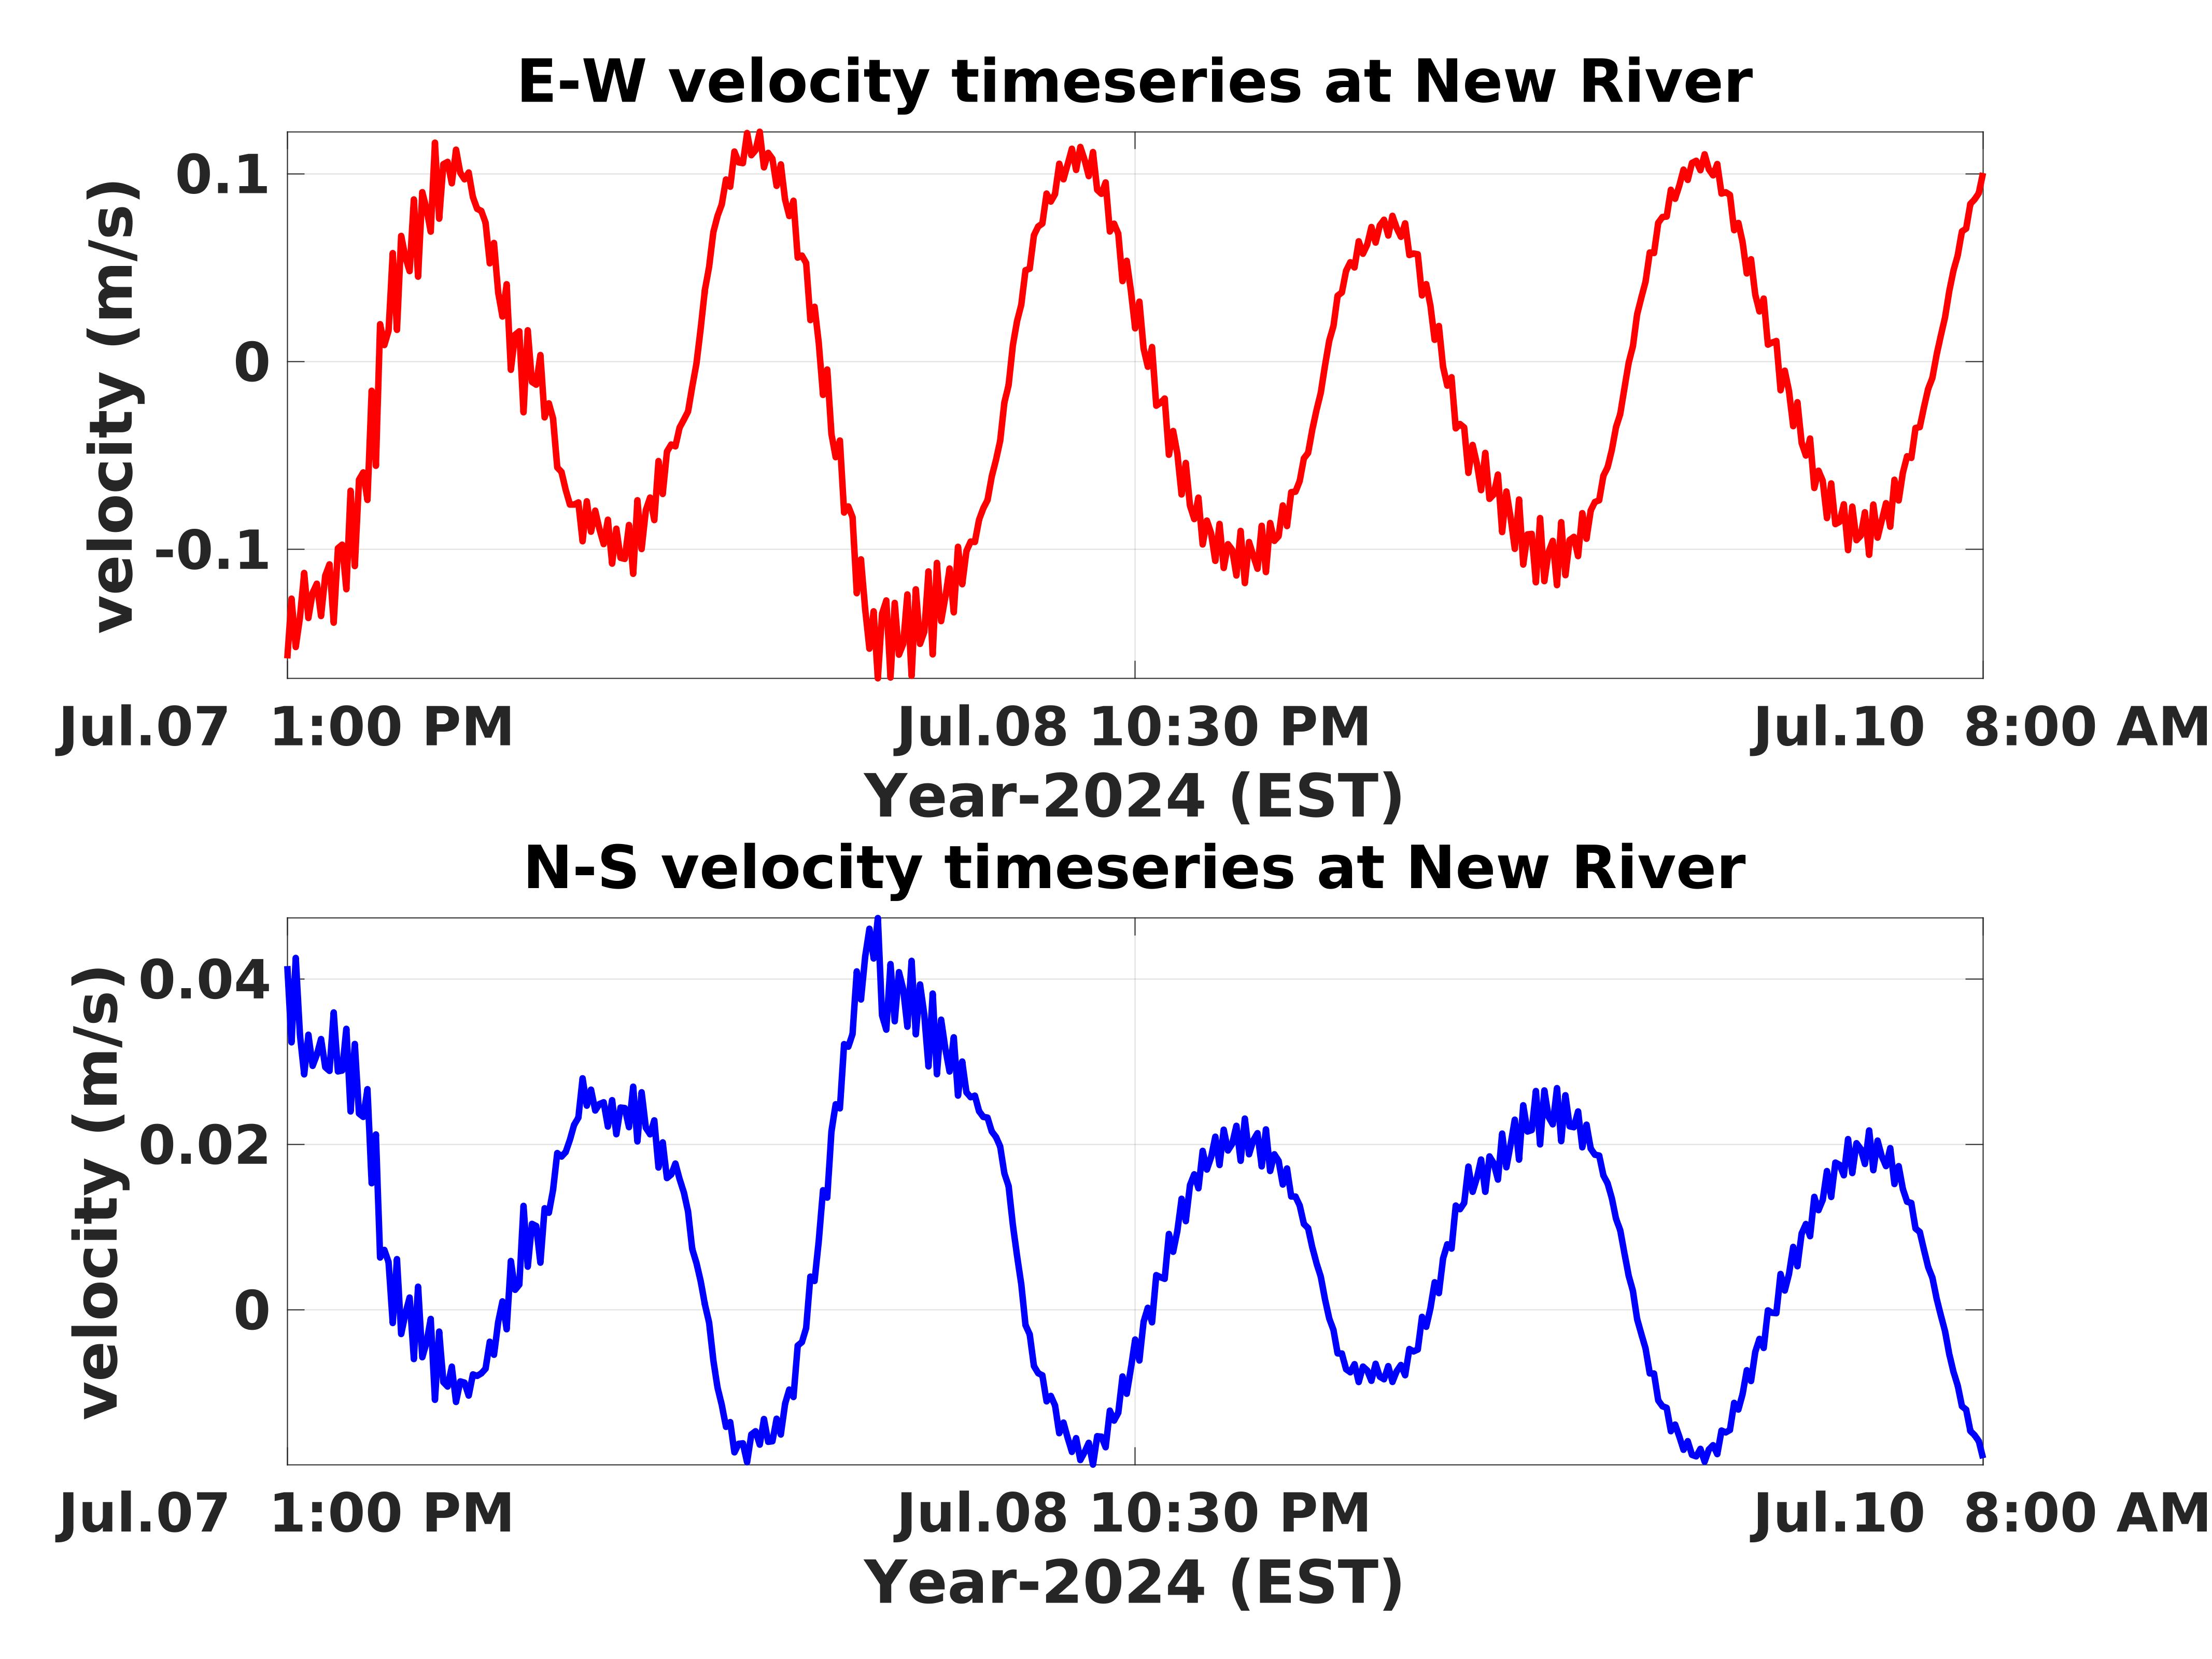 E-W velocity timeseries at New River
velocity (m/s)
0.1
0
-0.1
Jul.07  1:00 PM
Jul.08 10:30 PM
Jul.10  8:00 AM
Year-2024 (EST)
N-S velocity timeseries at New River
velocity (m/s)
0.04
0.02
0
Jul.07  1:00 PM
Jul.08 10:30 PM
Jul.10  8:00 AM
Year-2024 (EST)